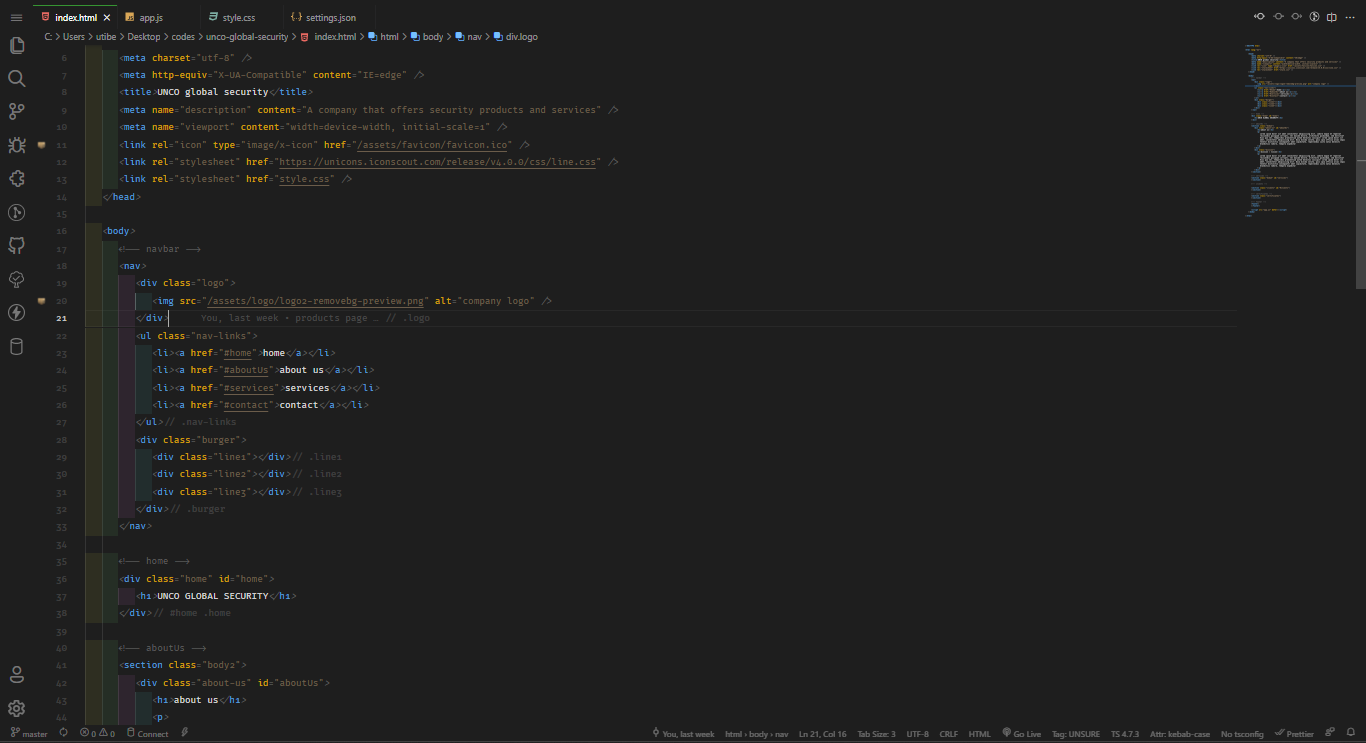 index.html
app.js
style.css
settings.json
C: > Users > utibe > Desktop > codes > unco-global-security > index.html > html > body > nav > div.logo
6 <meta charset="utf-8" />
7 <meta http-equiv="X-UA-Compatible" content="IE=edge" />
8 <title>UNCO global security</title>
9 <meta name="description" content="A company that offers security products and services" />
10 <meta name="viewport" content="width=device-width, initial-scale=1" />
11 <link rel="icon" type="image/x-icon" href="/assets/favicon/favicon.ico" />
12 <link rel="stylesheet" href="https://unicons.iconscout.com/release/v4.0.0/css/line.css" />
13 <link rel="stylesheet" href="style.css" />
14 </head>
15
16 <body>
17 <!-- navbar -->
18 <nav>
19 <div class="logo">
20 <img src="/assets/logo/logo2-removebg-preview.png" alt="company logo" />
21 </div> You, last week • products page … // .logo
22 <ul class="nav-links">
23 <li><a href="#home">home</a></li>
24 <li><a href="#aboutUs">about us</a></li>
25 <li><a href="#services">services</a></li>
26 <li><a href="#contact">contact</a></li>
27 </ul>// .nav-links
28 <div class="burger">
29 <div class="line1"></div>// .line1
30 <div class="line2"></div>// .line2
31 <div class="line3"></div>// .line3
32 </div>// .burger
33 </nav>
34
35 <!-- home -->
36 <div class="home" id="home">
37 <h1>UNCO GLOBAL SECURITY</h1>
38 </div>// #home .home
39
40 <!-- aboutUs -->
41 <section class="body2">
42 <div class="about-us" id="aboutUs">
43 <h1>about us</h1>
44 <p>
master 0 0 Connect You, last week html › body › nav Ln 21, Col 16 Tab Size: 3 UTF-8 CRLF HTML Go Live Tag: UNSURE TS 4.7.3 Attr: kebab-case No tsconfig Prettier